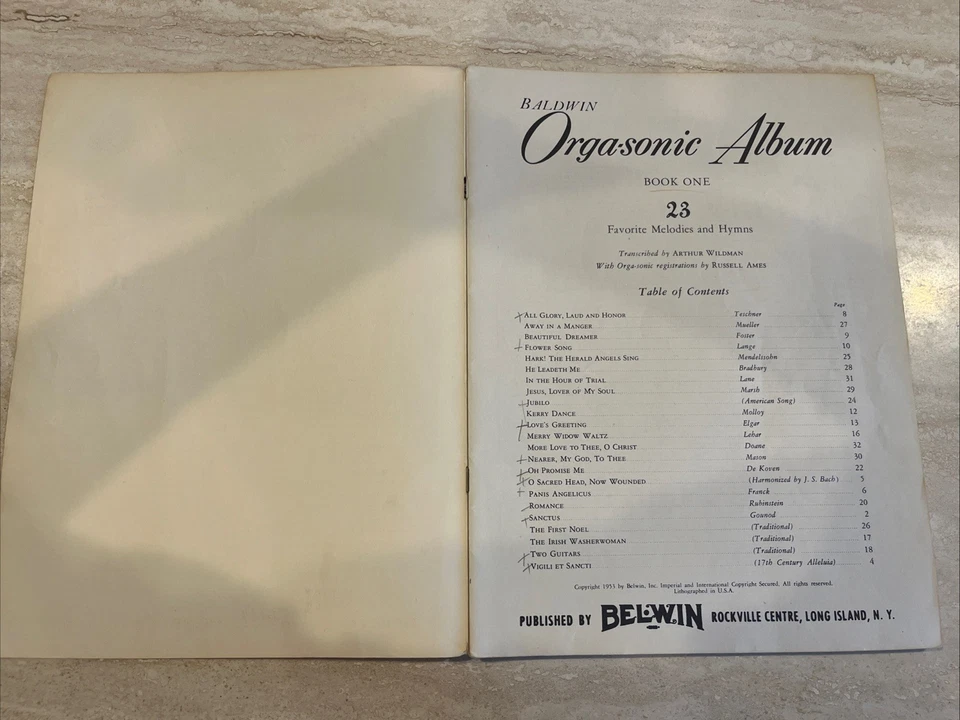 BALDWIN
Orga-sonic Album
BOOK ONE
23
Favorite Melodies and Hymns
Transcribed by ARTHUR WILDMAN
With Orga-sonic registrations by RUSSELL AMES
Table of Contents
Page
ALL GLORY, LAUD AND HONOR Teschner 8
AWAY IN A MANGER Mueller 27
BEAUTIFUL DREAMER Foster 9
FLOWER SONG Lange 10
HARK! THE HERALD ANGELS SING Mendelssohn 25
HE LEADETH ME Bradbury 28
IN THE HOUR OF TRIAL Lane 31
JESUS, LOVER OF MY SOUL Marsh 29
JUBILO (American Song) 24
KERRY DANCE Molloy 12
LOVE'S GREETING Elgar 13
MERRY WIDOW WALTZ Lehar 16
MORE LOVE TO THEE, O CHRIST Doane 32
NEARER, MY GOD, TO THEE Mason 30
OH PROMISE ME De Koven 22
O SACRED HEAD, NOW WOUNDED (Harmonized by J. S. Bach) 5
PANIS ANGELICUS Franck 6
ROMANCE Rubinstein 20
SANCTUS Gounod 2
THE FIRST NOEL (Traditional) 26
THE IRISH WASHERWOMAN (Traditional) 17
TWO GUITARS (Traditional) 18
VIGILI ET SANCTI (17th Century Alleluia) 4
Copyright 1953 by Belwin, Inc. Imperial and International Copyright Secured. All rights reserved.
Lithographed in U.S.A.
PUBLISHED BY BELWIN ROCKVILLE CENTRE, LONG ISLAND, N. Y.